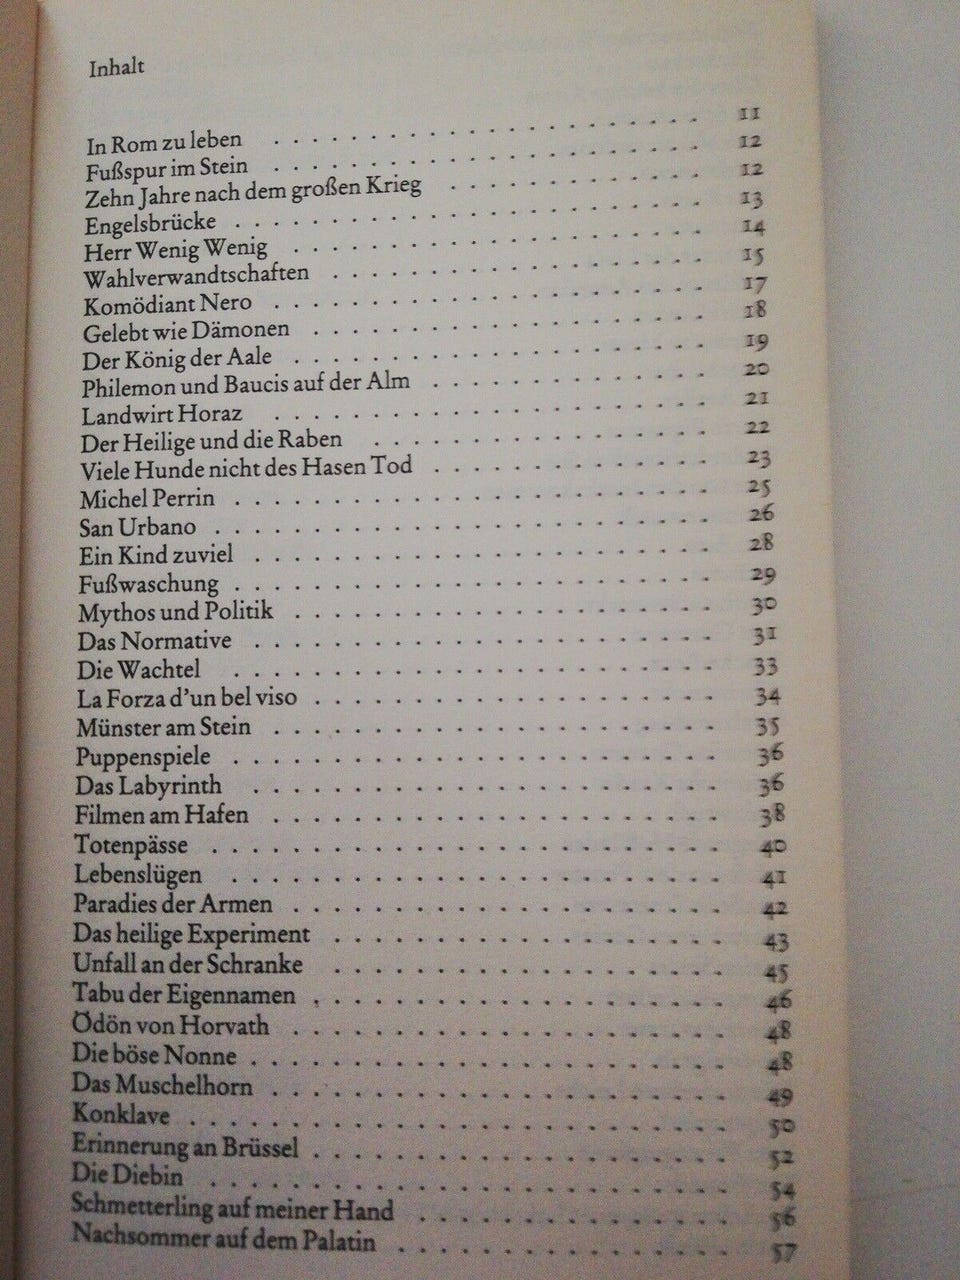 Inhalt
In Rom zu leben . . . . . . . . . . . . . . . . . . . . . 11
Fußspur im Stein . . . . . . . . . . . . . . . . . . . . . 12
Zehn Jahre nach dem großen Krieg . . . . . . . . . . . . . 12
Engelsbrücke . . . . . . . . . . . . . . . . . . . . . . . 13
Herr Wenig Wenig . . . . . . . . . . . . . . . . . . . . 14
Wahlverwandtschaften . . . . . . . . . . . . . . . . . . 15
Komödiant Nero . . . . . . . . . . . . . . . . . . . . . 17
Gelebt wie Dämonen . . . . . . . . . . . . . . . . . . . 18
Der König der Aale . . . . . . . . . . . . . . . . . . . . 19
Philemon und Baucis auf der Alm . . . . . . . . . . . . . 20
Landwirt Horaz . . . . . . . . . . . . . . . . . . . . . 21
Der Heilige und die Raben . . . . . . . . . . . . . . . . 22
Viele Hunde nicht des Hasen Tod . . . . . . . . . . . . . 23
Michel Perrin . . . . . . . . . . . . . . . . . . . . . . . 25
San Urbano . . . . . . . . . . . . . . . . . . . . . . . . 26
Ein Kind zuviel . . . . . . . . . . . . . . . . . . . . . . 28
Fußwaschung . . . . . . . . . . . . . . . . . . . . . . . 29
Mythos und Politik . . . . . . . . . . . . . . . . . . . . 30
Das Normative . . . . . . . . . . . . . . . . . . . . . . 31
Die Wachtel . . . . . . . . . . . . . . . . . . . . . . . 33
La Forza d'un bel viso . . . . . . . . . . . . . . . . . . . 34
Münster am Stein . . . . . . . . . . . . . . . . . . . . . 35
Puppenspiele . . . . . . . . . . . . . . . . . . . . . . . 36
Das Labyrinth . . . . . . . . . . . . . . . . . . . . . . 36
Filmen am Hafen . . . . . . . . . . . . . . . . . . . . . 38
Totenpässe . . . . . . . . . . . . . . . . . . . . . . . . 40
Lebenslügen . . . . . . . . . . . . . . . . . . . . . . . 41
Paradies der Armen . . . . . . . . . . . . . . . . . . . . 42
Das heilige Experiment . . . . . . . . . . . . . . . . . . 43
Unfall an der Schranke . . . . . . . . . . . . . . . . . . 45
Tabu der Eigennamen . . . . . . . . . . . . . . . . . . . 46
Ödön von Horvath . . . . . . . . . . . . . . . . . . . . 48
Die böse Nonne . . . . . . . . . . . . . . . . . . . . . . 48
Das Muschelhorn . . . . . . . . . . . . . . . . . . . . . 49
Konklave . . . . . . . . . . . . . . . . . . . . . . . . . 50
Erinnerung an Brüssel . . . . . . . . . . . . . . . . . . . 52
Die Diebin . . . . . . . . . . . . . . . . . . . . . . . . 54
Schmetterling auf meiner Hand . . . . . . . . . . . . . . 56
Nachsommer auf dem Palatin . . . . . . . . . . . . . . . 57